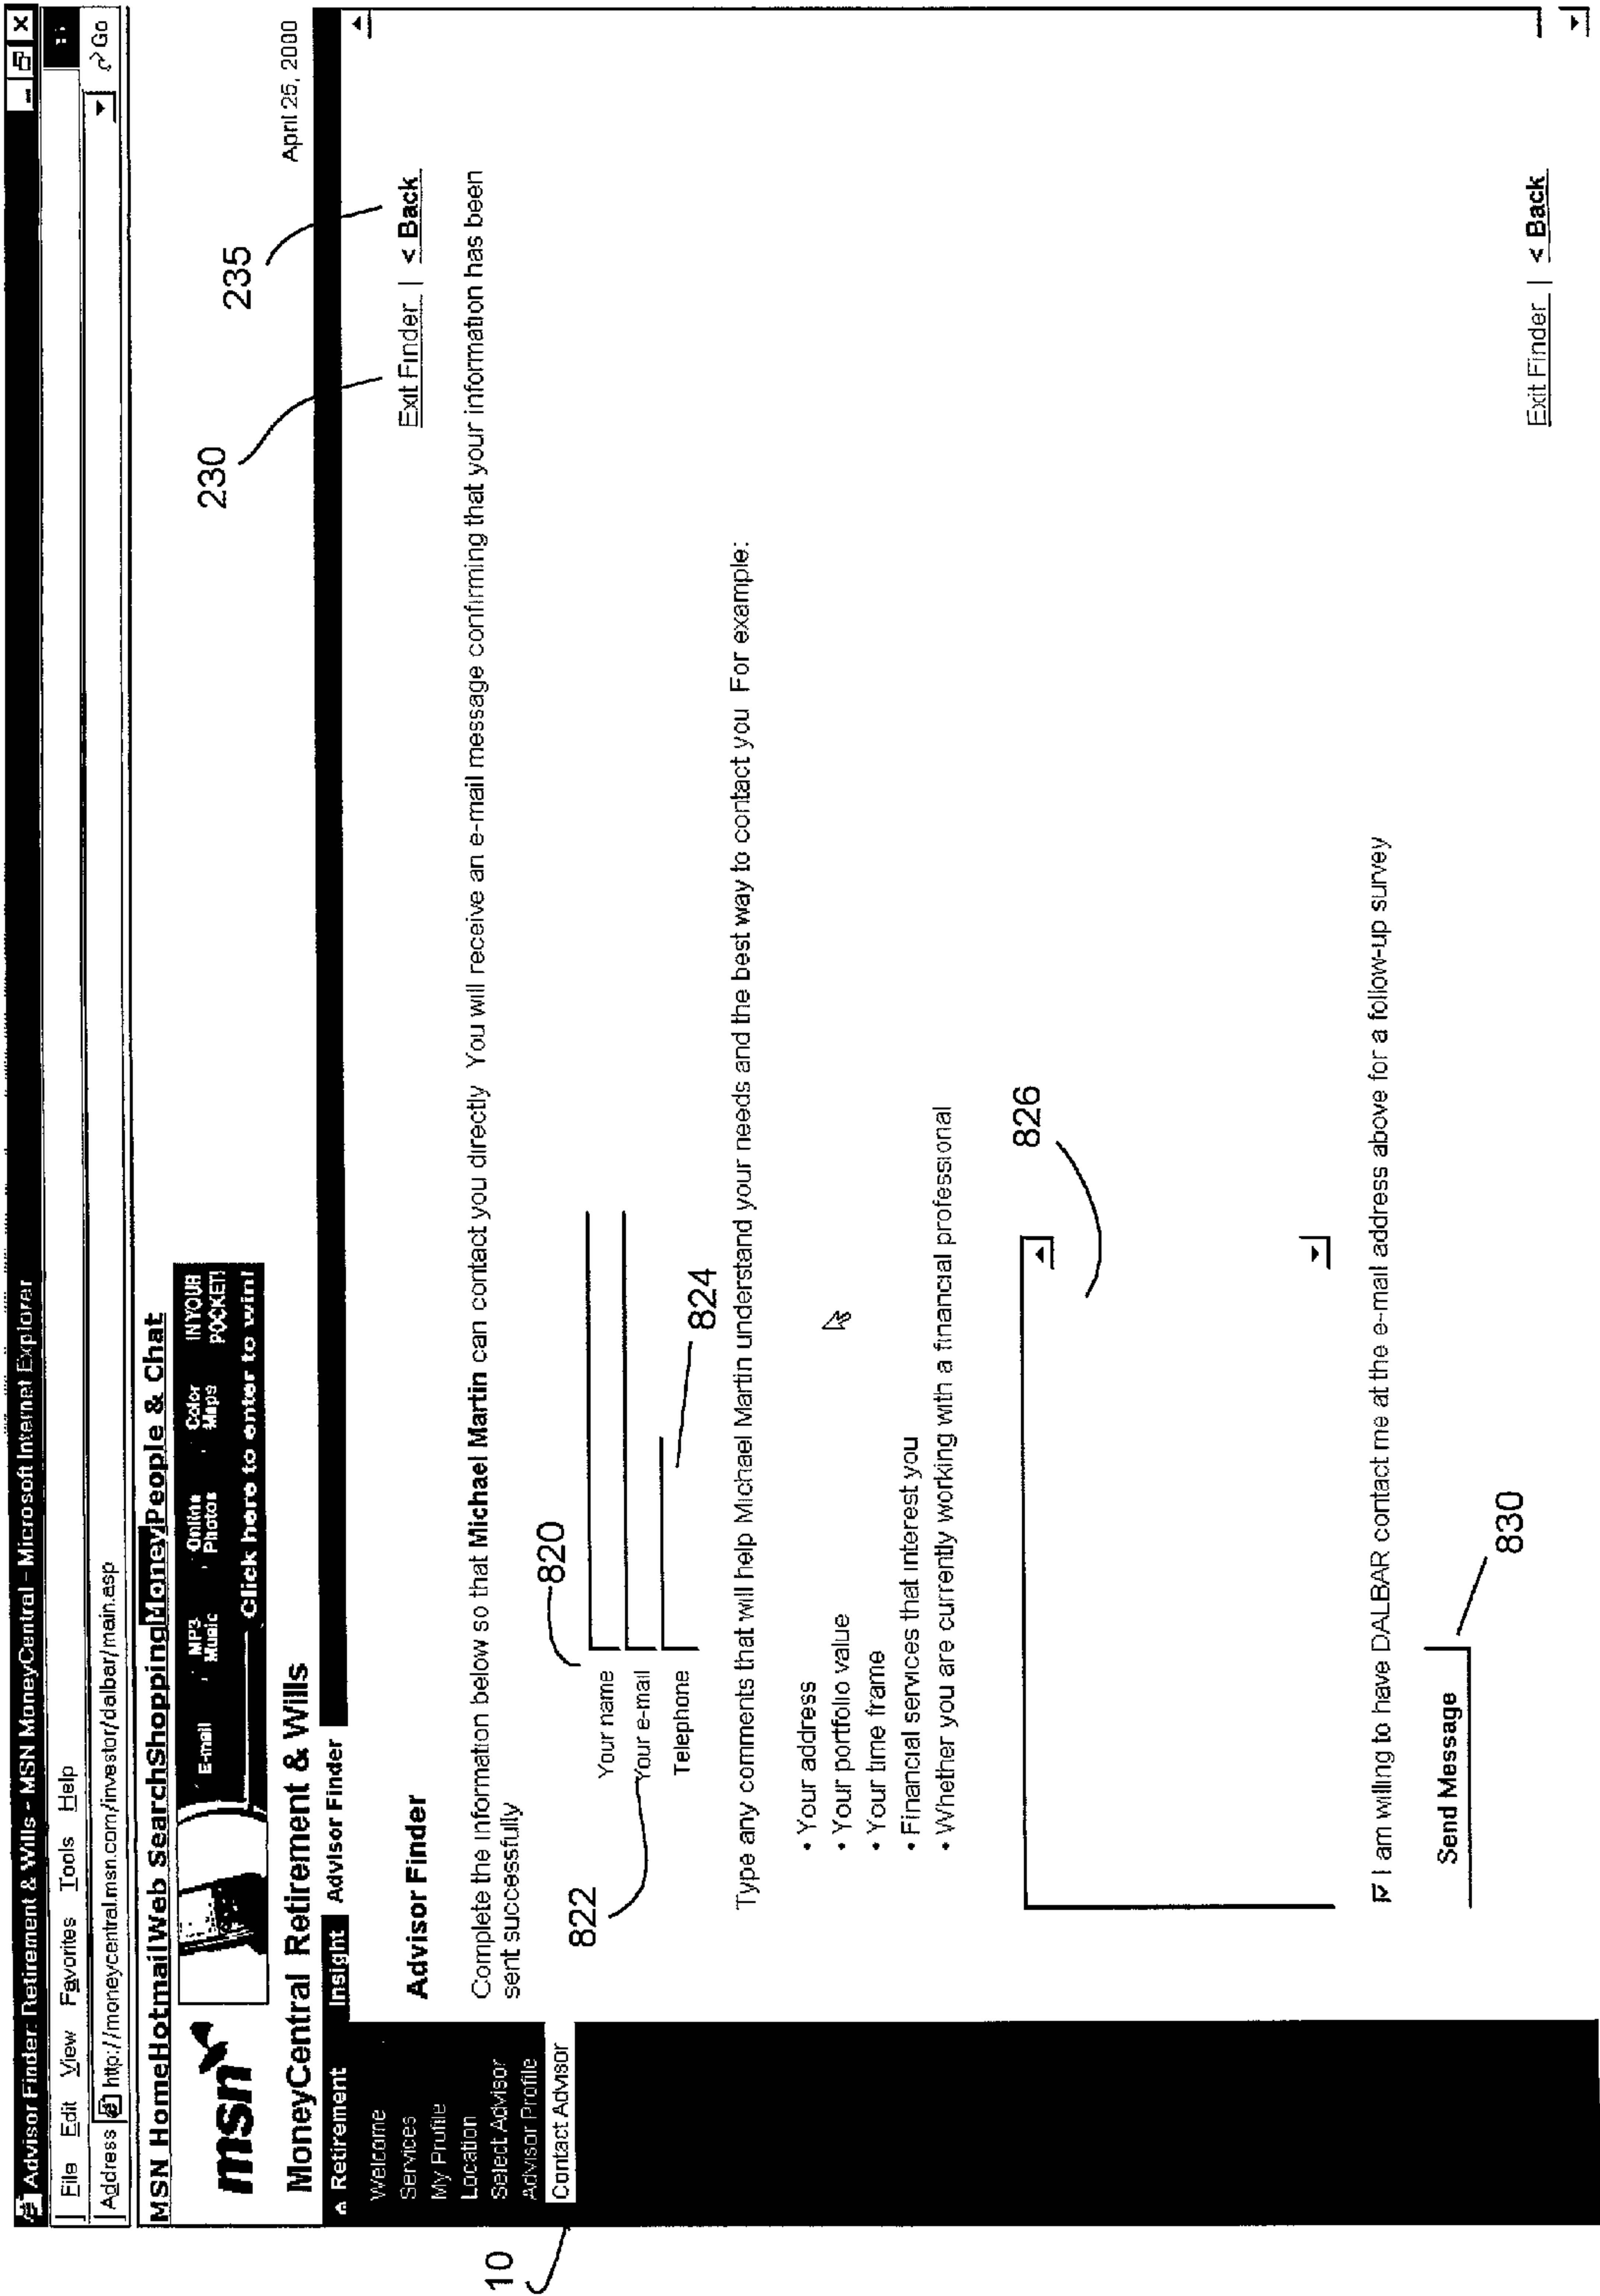 Advisor Finder: Retirement & Wills - MSN MoneyCentral - Microsoft Internet Explorer
File Edit View Favorites Tools Help
Address http://moneycentral.msn.com/investor/dalbar/main.asp Go
MSN HomeHotmailWeb SearchShoppingMoneyPeople & Chat
msn
E-mail MP3 Music Online Photos Color Maps IN YOUR POCKET!
Click here to enter to win!
MoneyCentral Retirement & Wills
April 25, 2000
Retirement Insight Advisor Finder
230
235
Welcome
Services
My Profile
Location
Select Advisor
Advisor Profile
Contact Advisor
10
Advisor Finder
Exit Finder | < Back
Complete the information below so that Michael Martin can contact you directly You will receive an e-mail message confirming that your information has been
sent successfully
820
Your name
822
Your e-mail
Telephone
824
Type any comments that will help Michael Martin understand your needs and the best way to contact you For example:
• Your address
• Your portfolio value
• Your time frame
• Financial services that interest you
• Whether you are currently working with a financial professional
826
I am willing to have DALBAR contact me at the e-mail address above for a follow-up survey
Send Message
830
Exit Finder | < Back